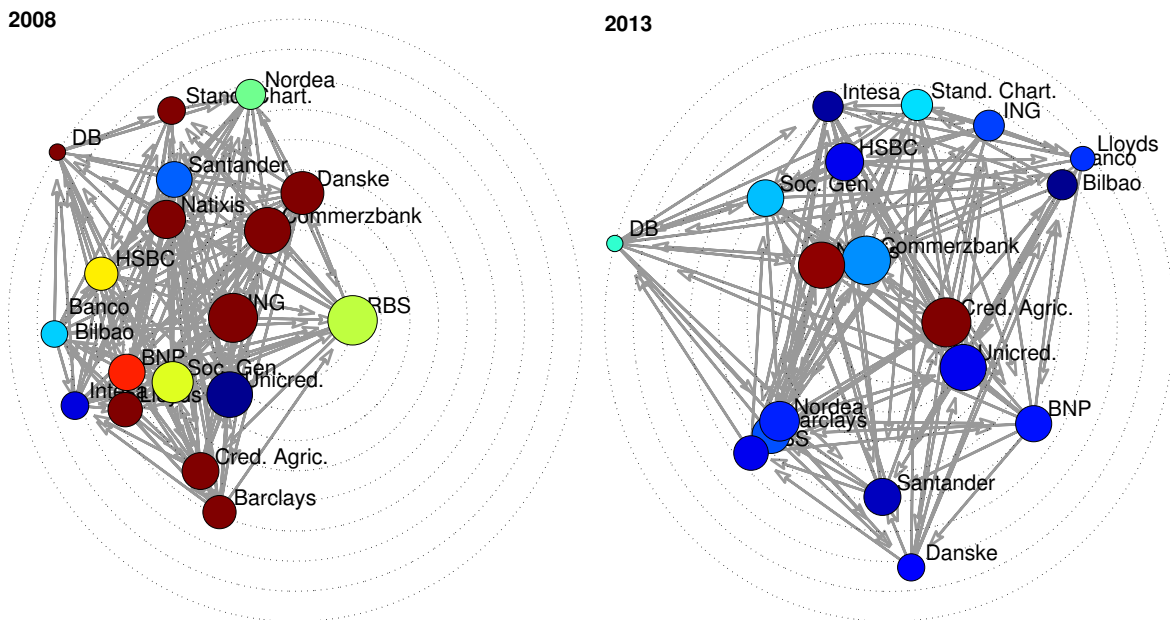 2008
Nordea
Stand. Chart.
DB
Santander
Danske
Natixis
Commerzbank
HSBC
Banco
Bilbao
ING
RBS
BNP
Soc. Gen.
Unicred.
Intesa
Lloyds
Cred. Agric.
Barclays
2013
Intesa
Stand. Chart.
ING
Lloyds
HSBC
Banco
Bilbao
Soc. Gen.
DB
Commerzbank
Cred. Agric.
Unicred.
Nordea
Barclays
BNP
Santander
Danske